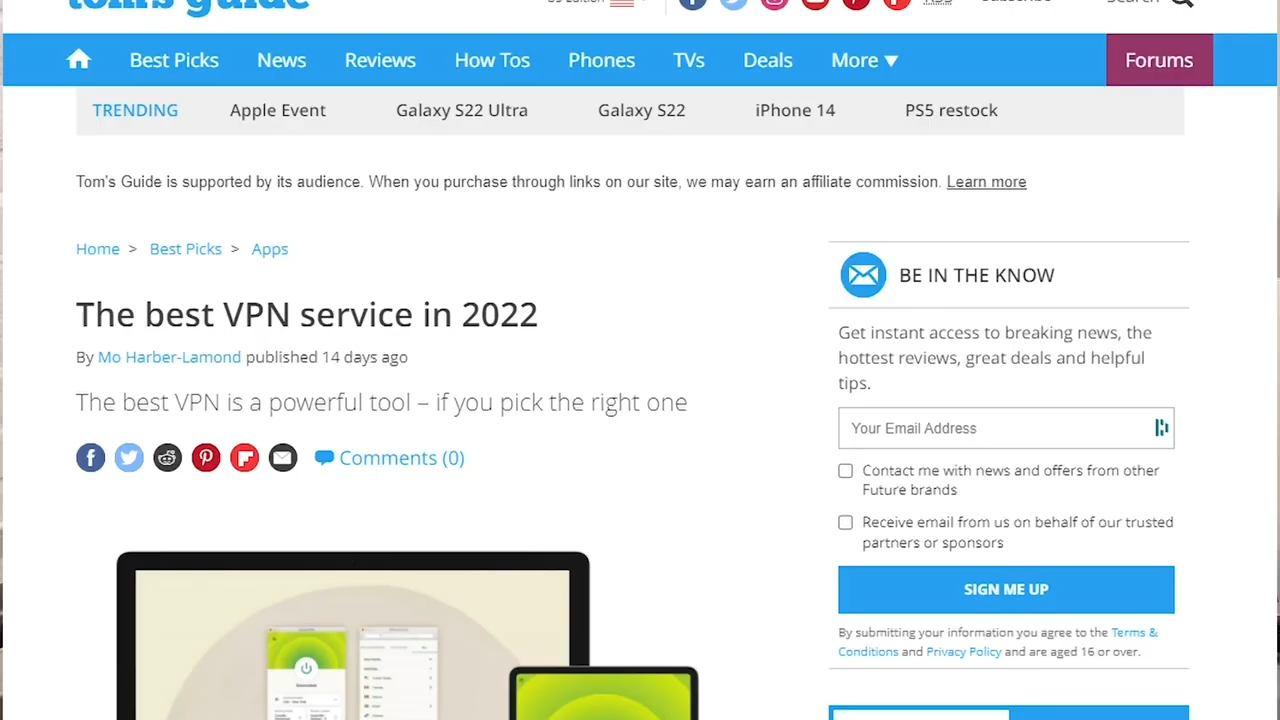 tom's guide
US Edition
RSS
Subscribe
Search
Best Picks News Reviews How Tos Phones TVs Deals More ▼ Forums
TRENDING Apple Event Galaxy S22 Ultra Galaxy S22 iPhone 14 PS5 restock
Tom's Guide is supported by its audience. When you purchase through links on our site, we may earn an affiliate commission. Learn more
Home > Best Picks > Apps
The best VPN service in 2022
By Mo Harber-Lamond published 14 days ago
The best VPN is a powerful tool – if you pick the right one
Comments (0)
BE IN THE KNOW
Get instant access to breaking news, the
hottest reviews, great deals and helpful
tips.
Your Email Address
Contact me with news and offers from other
Future brands
Receive email from us on behalf of our trusted
partners or sponsors
SIGN ME UP
By submitting your information you agree to the Terms &
Conditions and Privacy Policy and are aged 16 or over.